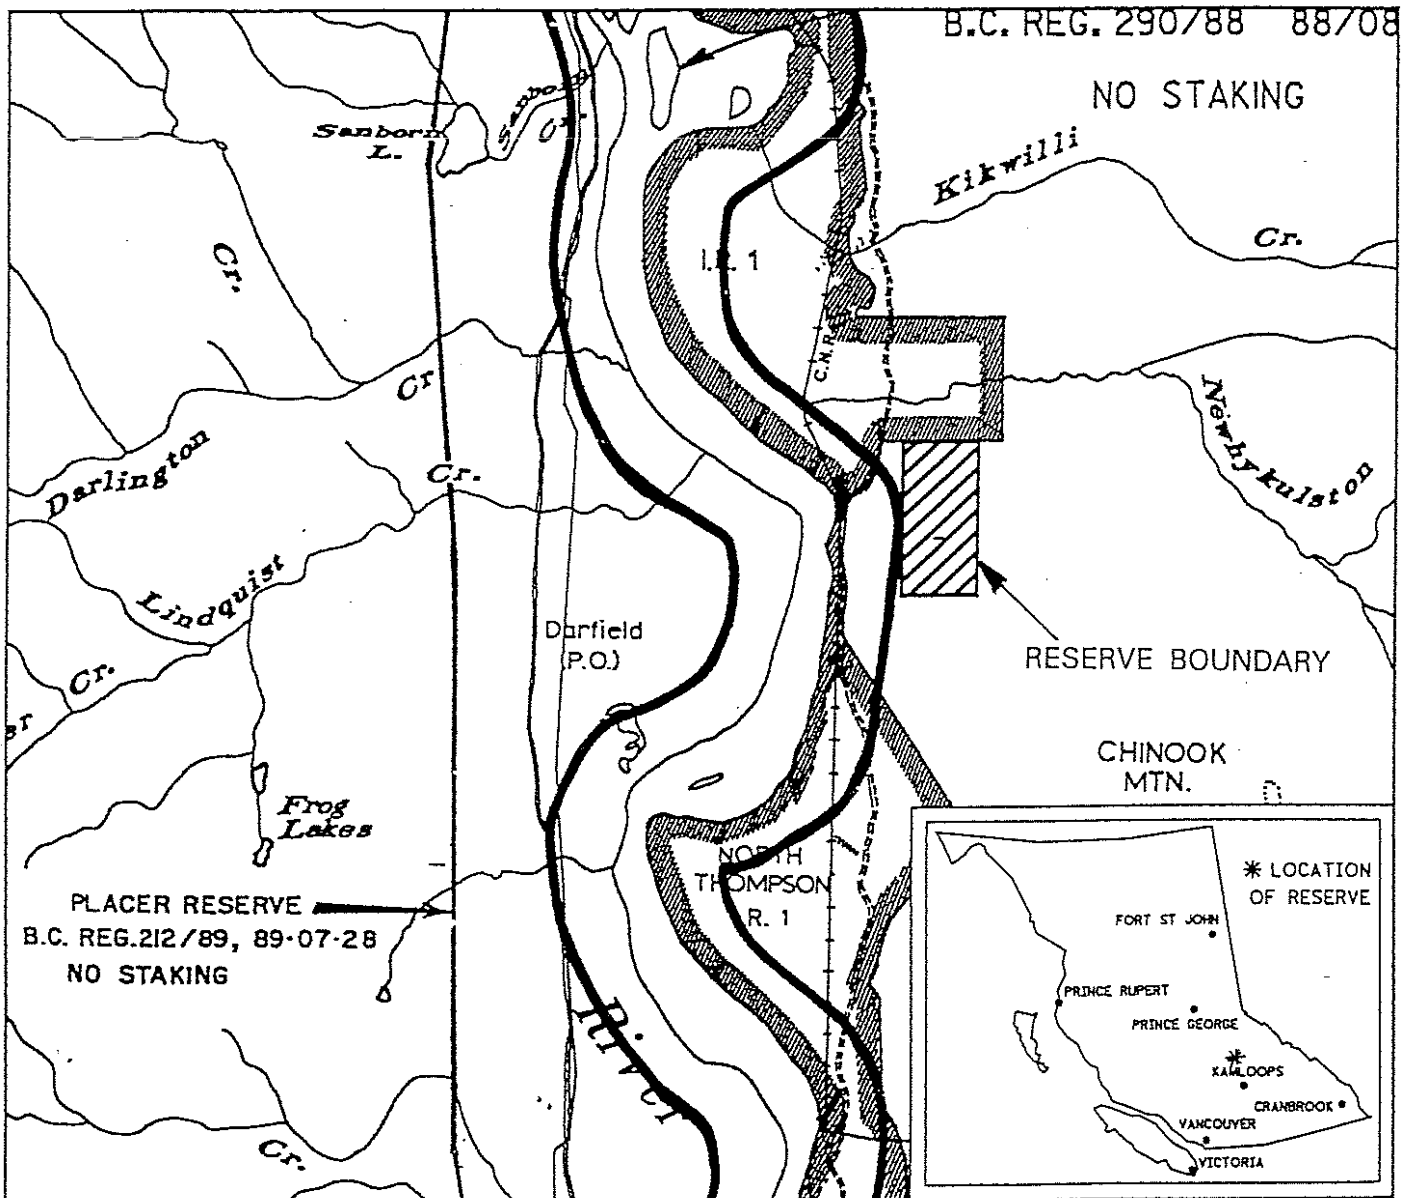 B.C. REG. 290/88 88/08
NO STAKING
Sanborn
L.
Sanborn
Cr.
Kikwilli
Cr.
Cr.
I.R. 1
C.N.R.
Cr
Darlington
Cr.
Newhykulston
Lindquist
Cr.
Darfield
(P.O.)
RESERVE BOUNDARY
CHINOOK
MTN.
Frog
Lakes
NORTH
THOMPSON
R. 1
PLACER RESERVE
B.C. REG.212/89, 89·07·28
NO STAKING
River
Cr.
* LOCATION
OF RESERVE
FORT ST JOHN
PRINCE RUPERT
PRINCE GEORGE
KAMLOOPS
CRANBROOK
VANCOUVER
VICTORIA